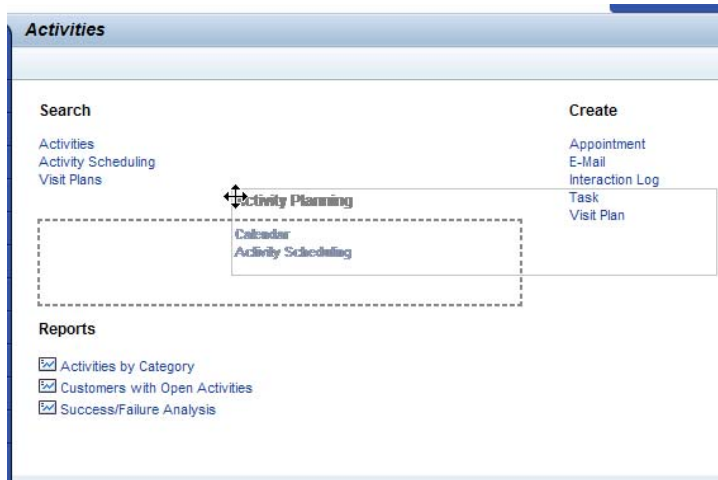 Activities
Search
Activities
Activity Scheduling
Visit Plans
Create
Appointment
E-Mail
Interaction Log
Task
Visit Plan
Activity Planning
Calendar
Activity Scheduling
Reports
Activities by Category
Customers with Open Activities
Success/Failure Analysis